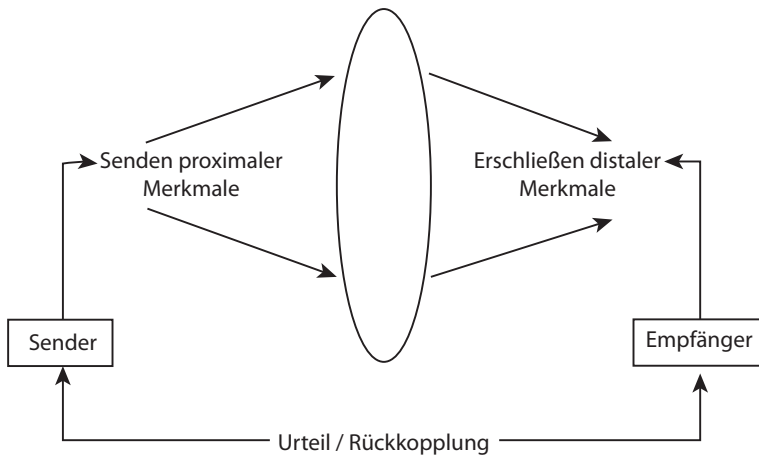 Senden proximaler
Merkmale
Erschließen distaler
Merkmale
Sender
Empfänger
Urteil / Rückkopplung